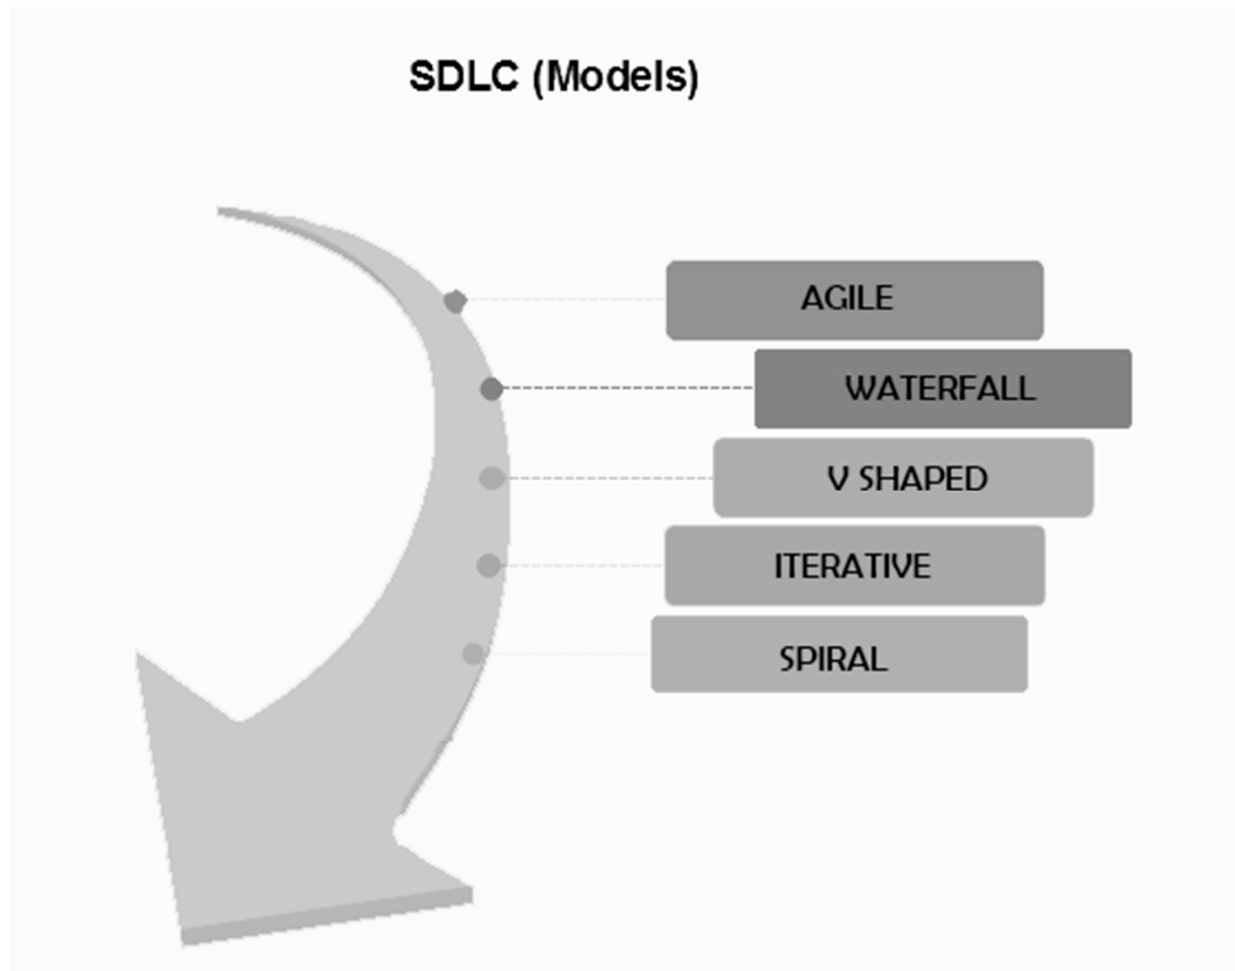 SDLC (Models)
AGILE
WATERFALL
V SHAPED
ITERATIVE
SPIRAL